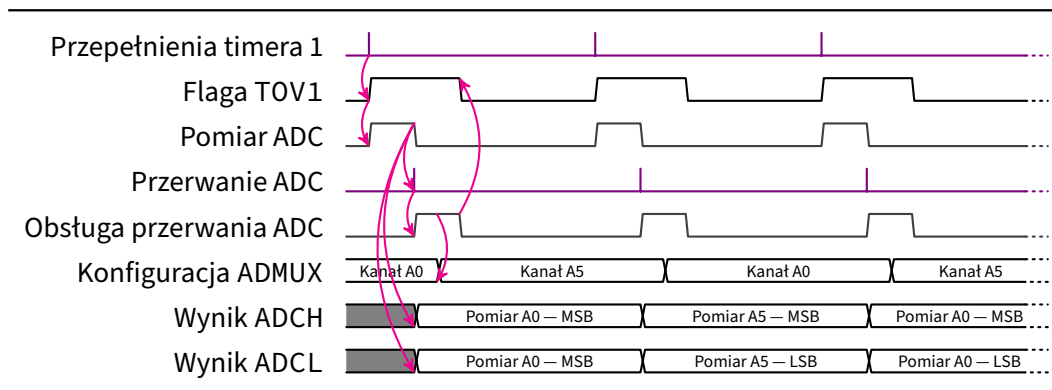 Przepełnienia timera 1
Flaga TOV1
Pomiar ADC
Przerwanie ADC
Obsługa przerwania ADC
Konfiguracja ADMUX Kanał A0 Kanał A5 Kanał A0 Kanał A5
Wynik ADCH Pomiar A0 — MSB Pomiar A5 — MSB Pomiar A0 — MSB
Wynik ADCL Pomiar A0 — MSB Pomiar A5 — LSB Pomiar A0 — LSB